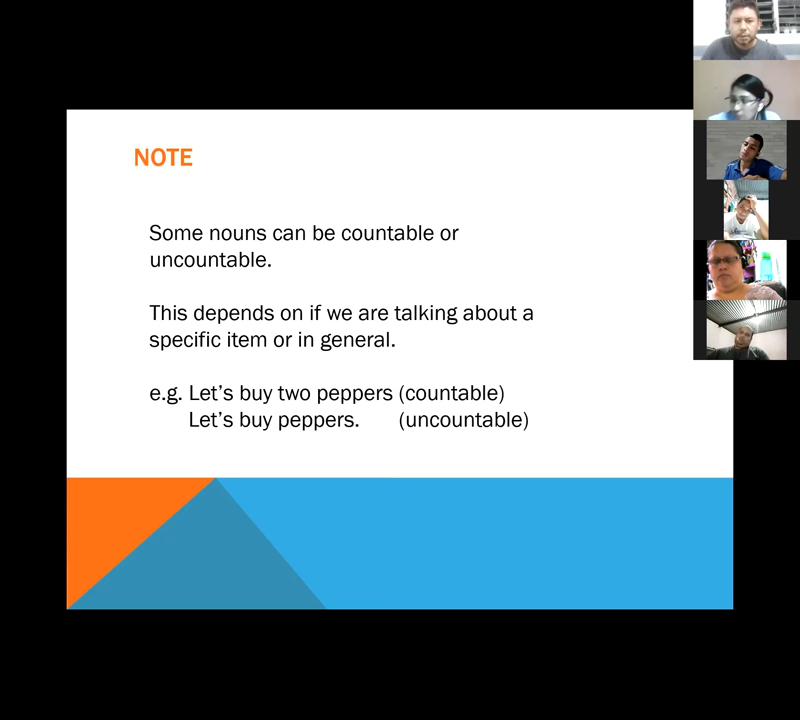 NOTE
Some nouns can be countable or
uncountable.
This depends on if we are talking about a
specific item or in general.
e.g. Let's buy two peppers (countable)
Let's buy peppers. (uncountable)